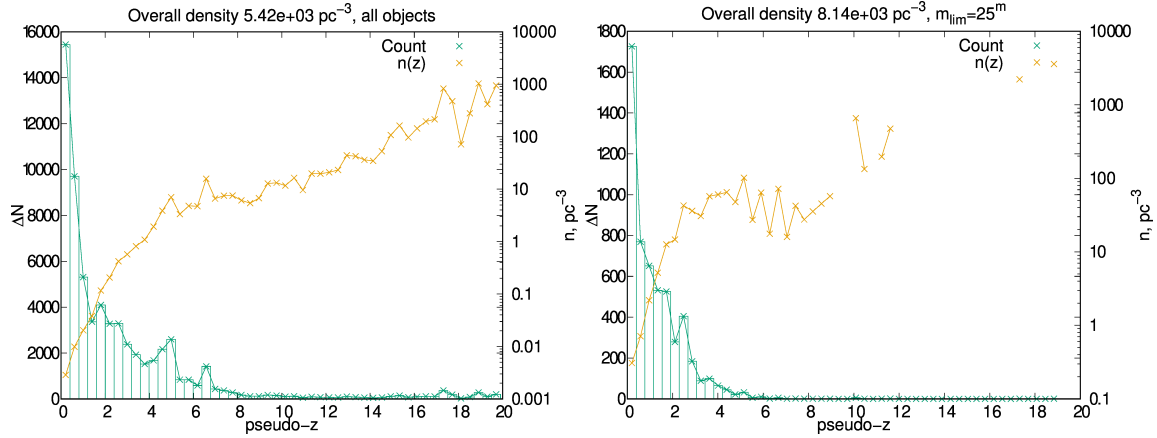 Overall density 5.42e+03 pc⁻³, all objects
16000
14000
12000
10000
8000
6000
4000
2000
0
ΔN
Count
n(z)
10000
1000
100
10
1
0.1
0.01
0.001
n, pc⁻³
0 2 4 6 8 10 12 14 16 18 20
pseudo-z
Overall density 8.14e+03 pc⁻³, m_lim=25^m
1800
1600
1400
1200
1000
800
600
400
200
0
ΔN
Count
n(z)
10000
1000
100
10
1
0.1
n, pc⁻³
0 2 4 6 8 10 12 14 16 18 20
pseudo-z